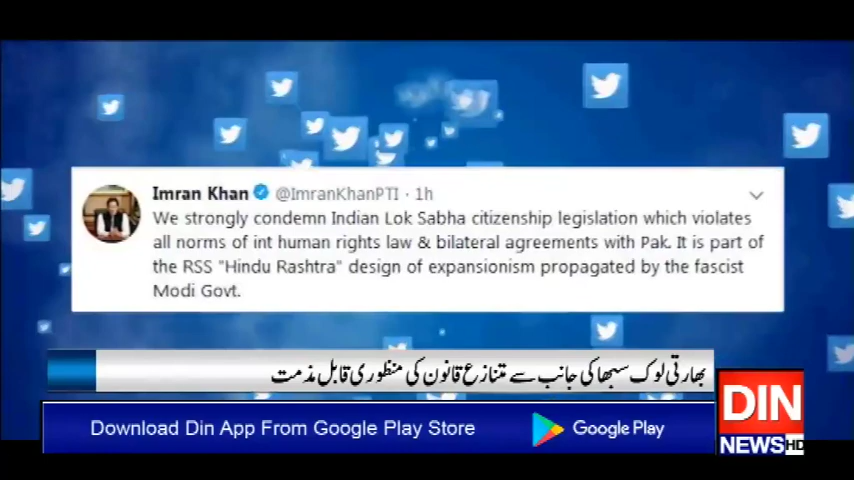 Imran Khan @ImranKhanPTI · 1h
We strongly condemn Indian Lok Sabha citizenship legislation which violates
all norms of int human rights law & bilateral agreements with Pak. It is part of
the RSS "Hindu Rashtra" design of expansionism propagated by the fascist
Modi Govt.
بھارتی لوک سبھا کی جانب سے متنازع قانون کی منظوری قابل مذمت
Download Din App From Google Play Store
Google Play
DIN
NEWS HD